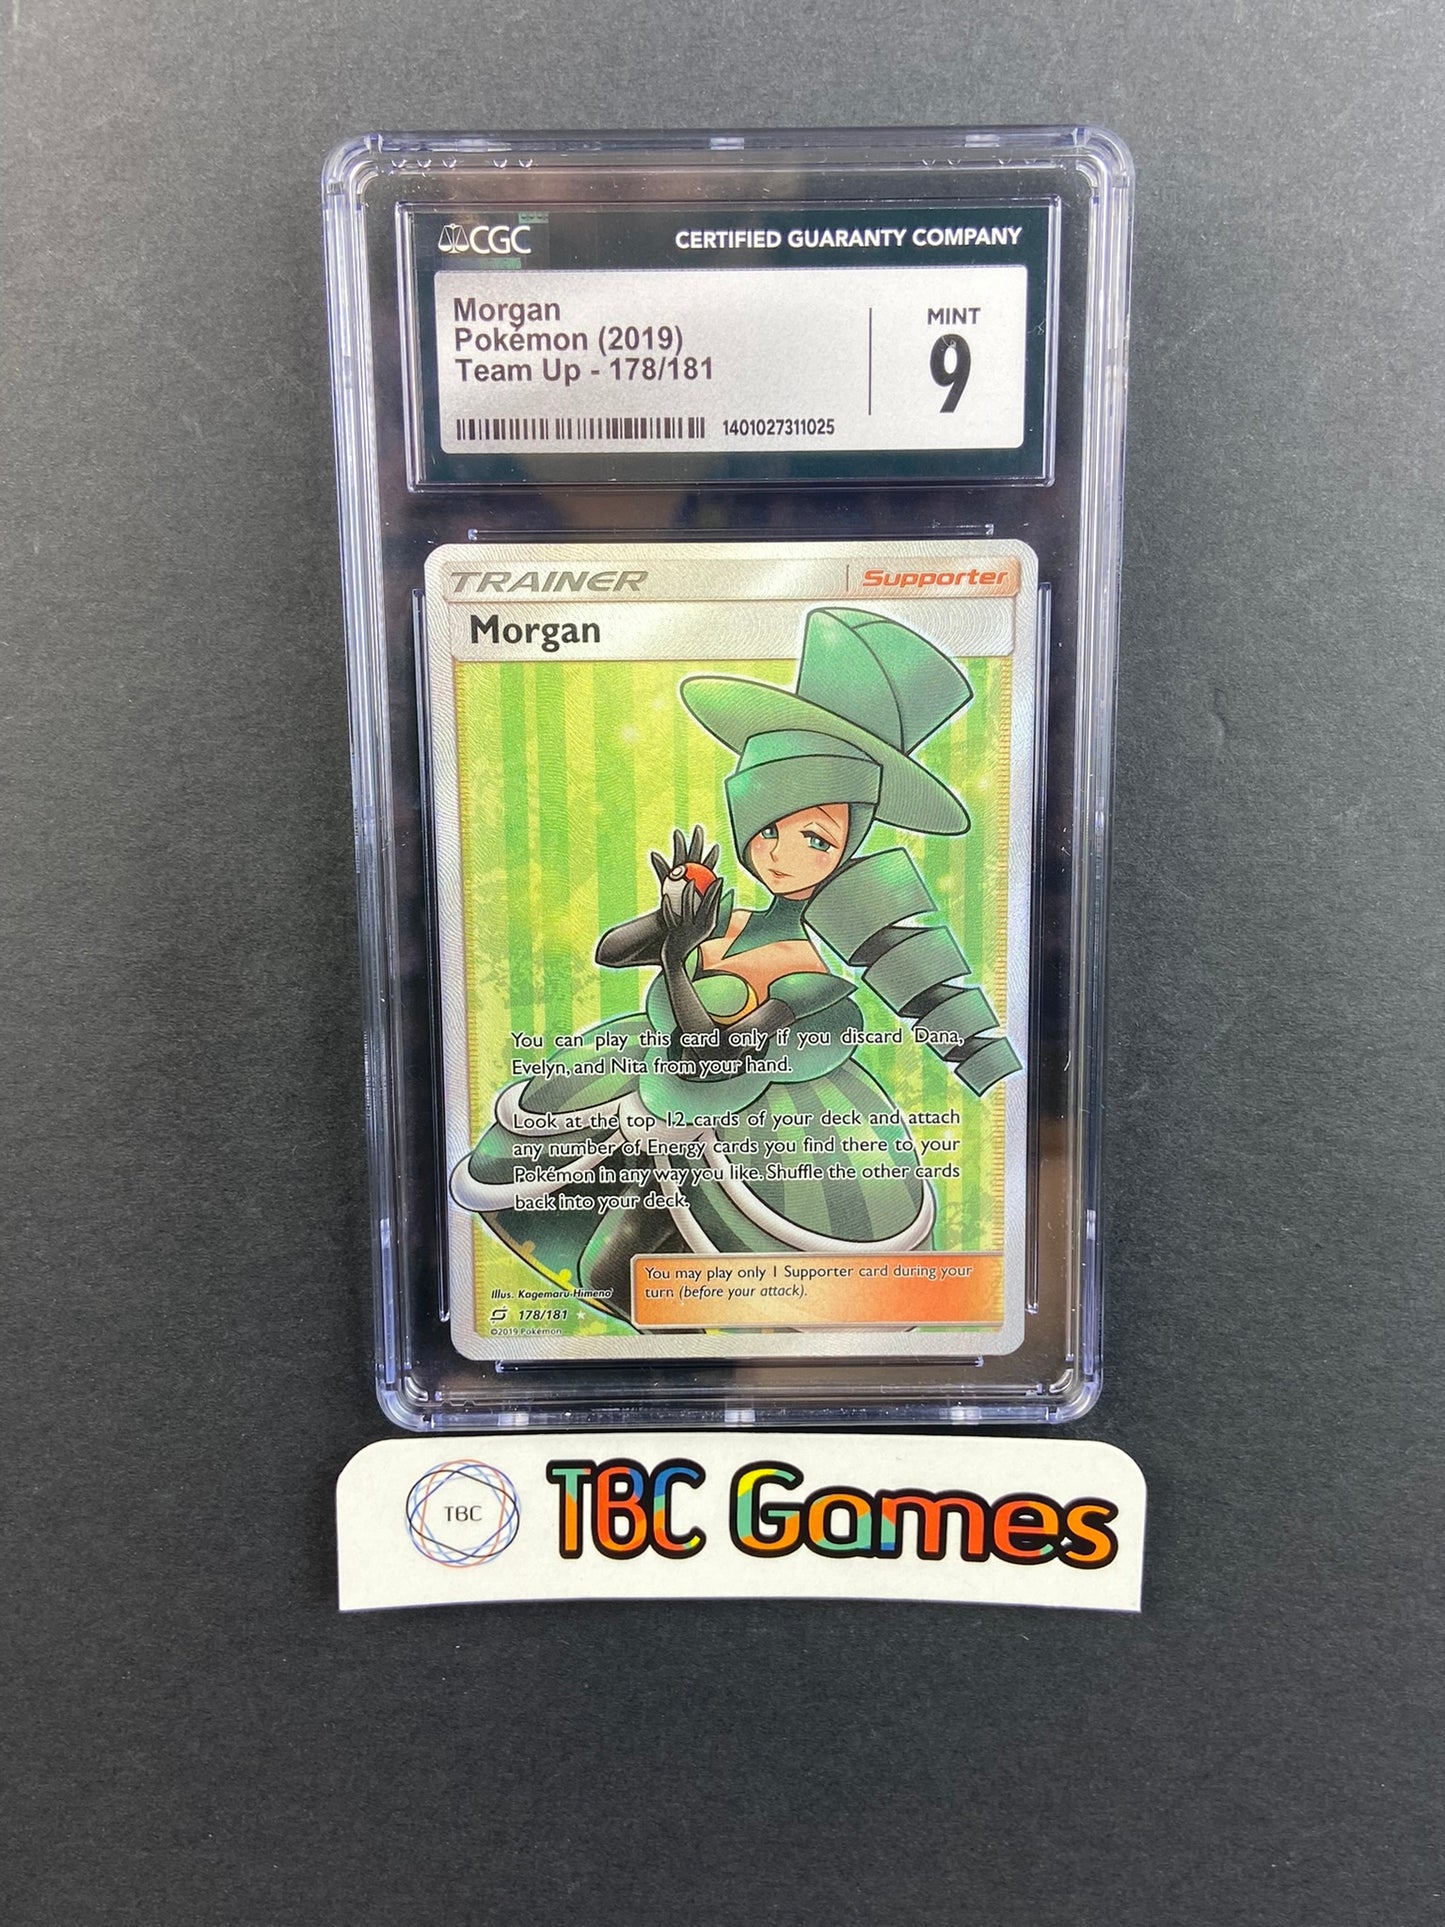 CGC
CERTIFIED GUARANTY COMPANY
Morgan
Pokémon (2019)
Team Up - 178/181
MINT
9
1401027311025
TRAINER
Supporter
Morgan
You can play this card only if you discard Dana,
Evelyn, and Nita from your hand.
Look at the top 12 cards of your deck and attach
any number of Energy cards you find there to your
Pokémon in any way you like. Shuffle the other cards
back into your deck.
You may play only 1 Supporter card during your
turn (before your attack).
Illus. Kagemaru Himeno
178/181
©2019 Pokémon
TBC
TBC Games